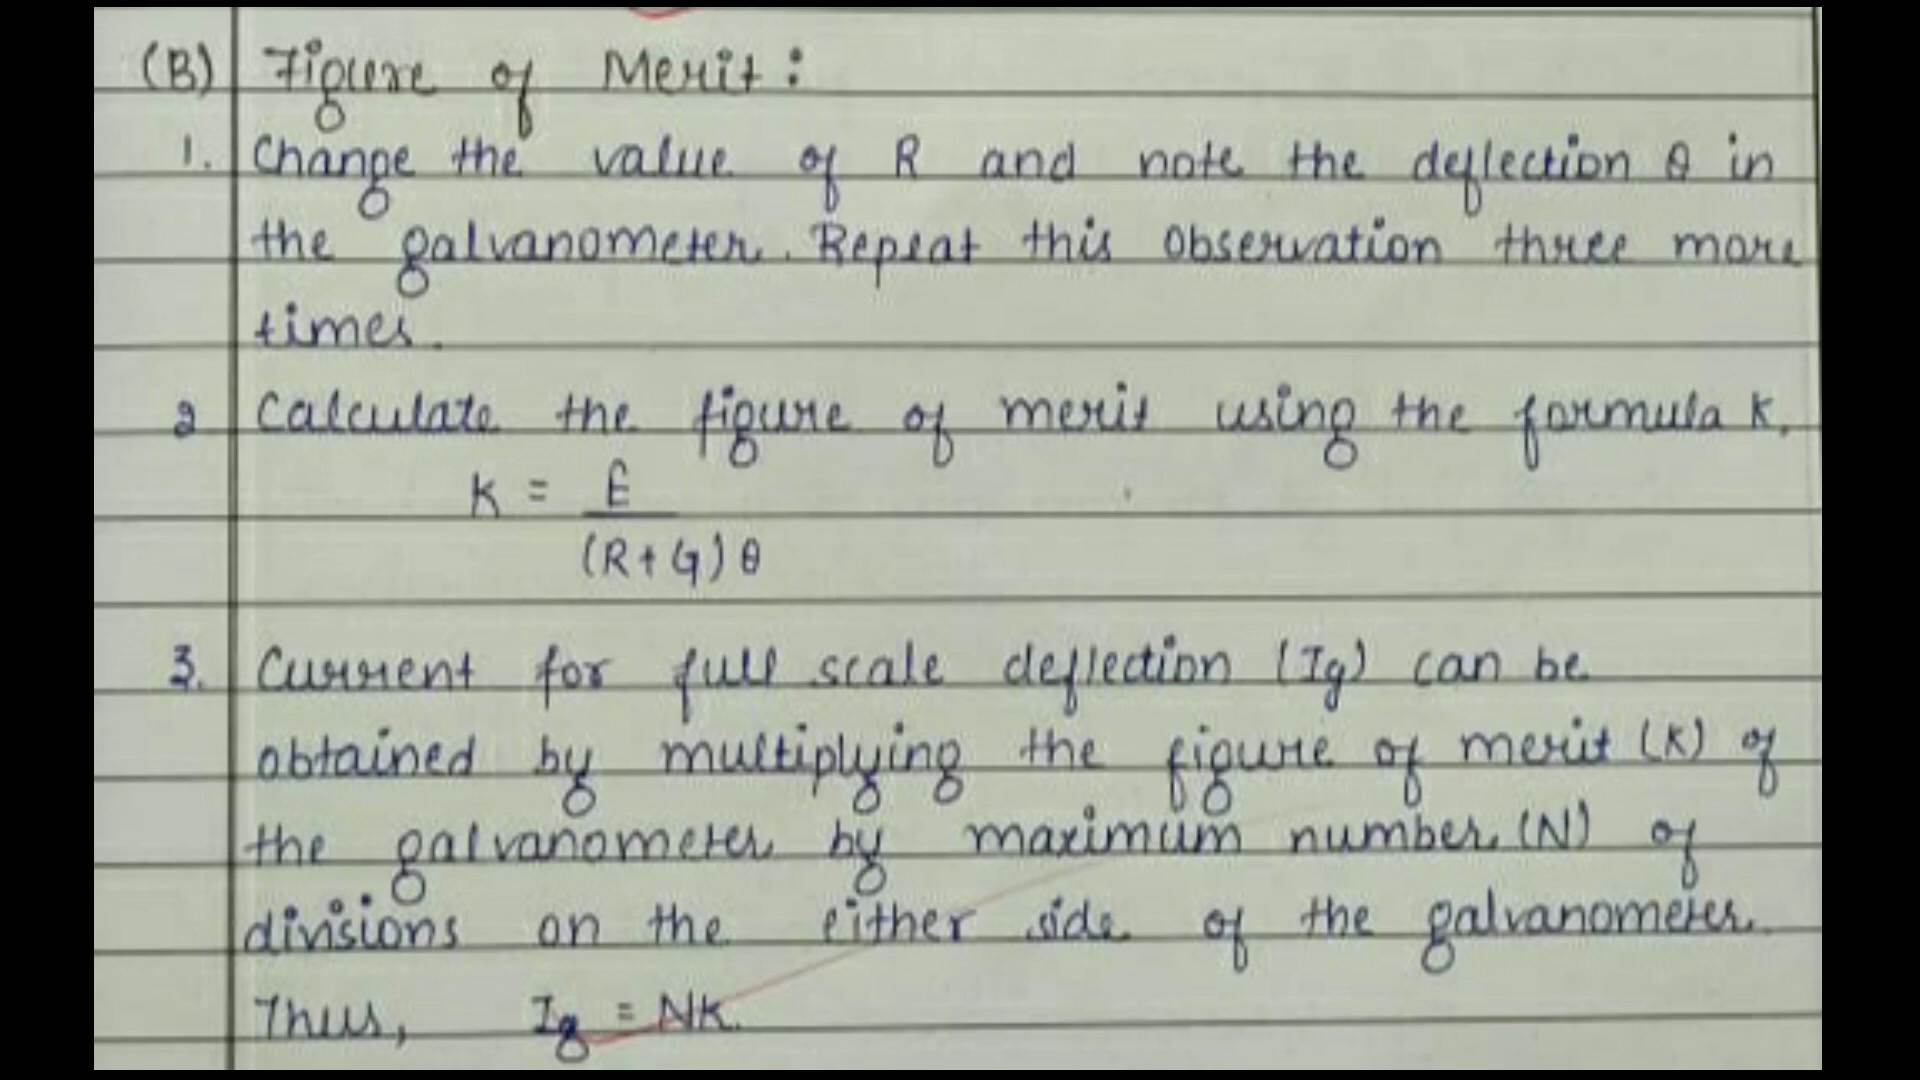 (B) Figure of Merit:
1. Change the value of R and note the deflection θ in
the galvanometer. Repeat this observation three more
times.
2 Calculate the figure of merit using the formula K.
K = E
(R+G)θ
3. Current for full scale deflection (Ig) can be
obtained by multiplying the figure of merit (K) of
the galvanometer by maximum number (N) of
divisions on the either side of the galvanometer.
Thus, Ig = NK.